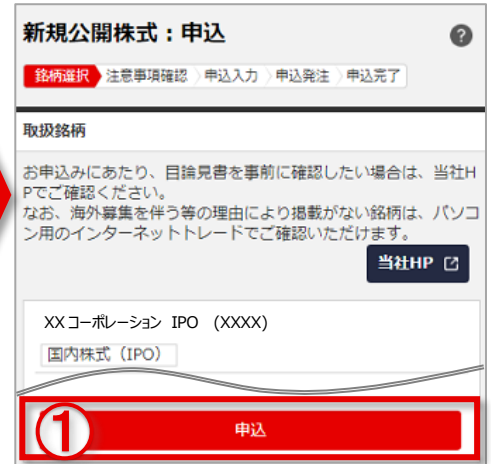 新規公開株式：申込 ?
銘柄選択 注意事項確認 申込入力 申込発注 申込完了
取扱銘柄
お申込みにあたり、目論見書を事前に確認したい場合は、当社H
Pでご確認ください。
なお、海外募集を伴う等の理由により掲載がない銘柄は、パソコ
ン用のインターネットトレードでご確認いただけます。
当社HP
XXコーポレーション IPO (XXXX)
国内株式（IPO）
① 申込